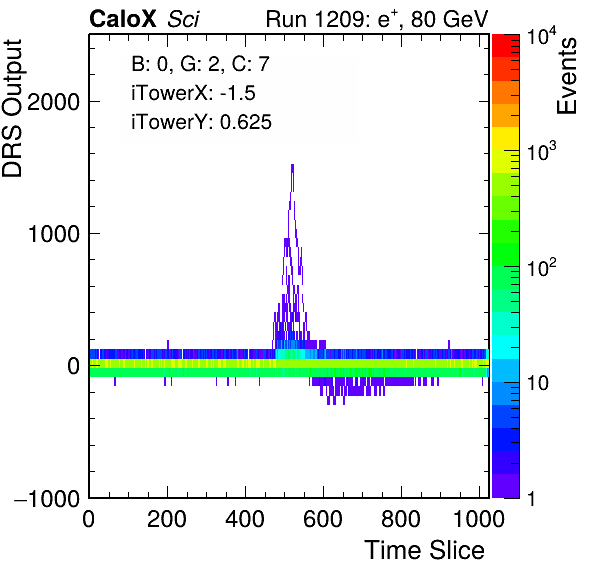 CaloX Sci Run 1209: e⁺, 80 GeV
B: 0, G: 2, C: 7
iTowerX: -1.5
iTowerY: 0.625
DRS Output
2000
1000
0
−1000
0 200 400 600 800 1000
Time Slice
Events
10⁴
10³
10²
10
1